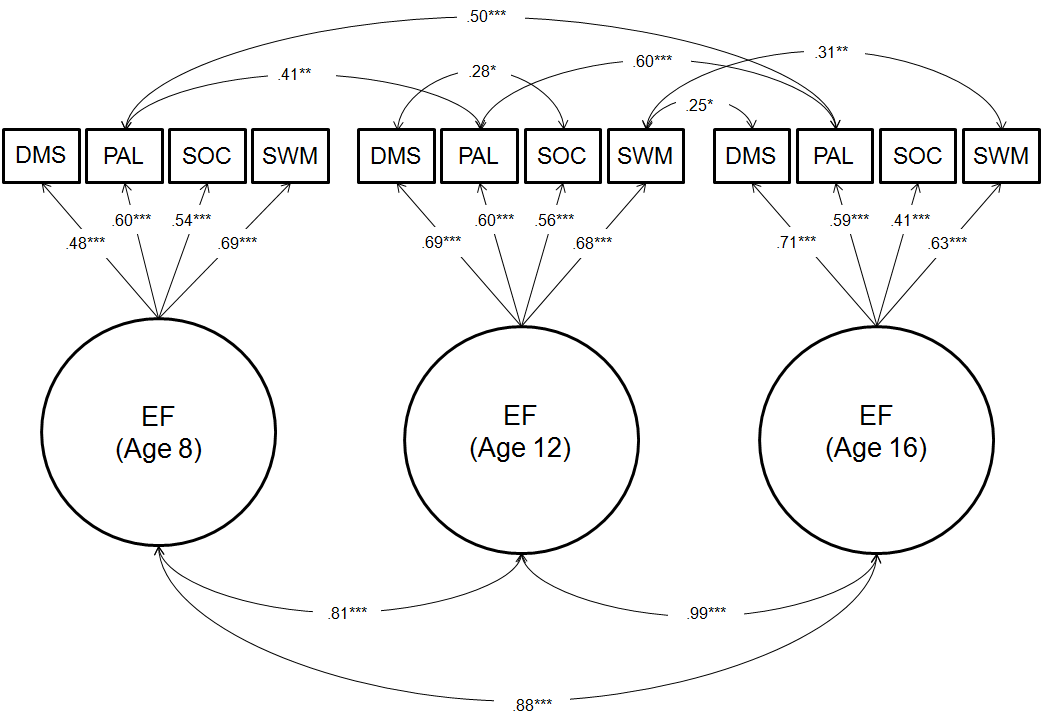 .50***
.31**
.60***
.28*
.41**
.25*
DMS PAL SOC SWM DMS PAL SOC SWM DMS PAL SOC SWM
.60*** .54*** .60*** .56*** .59*** .41***
.48*** .69*** .69*** .68*** .71*** .63***
EF
(Age 8)
EF
(Age 12)
EF
(Age 16)
.81***
.99***
.88***